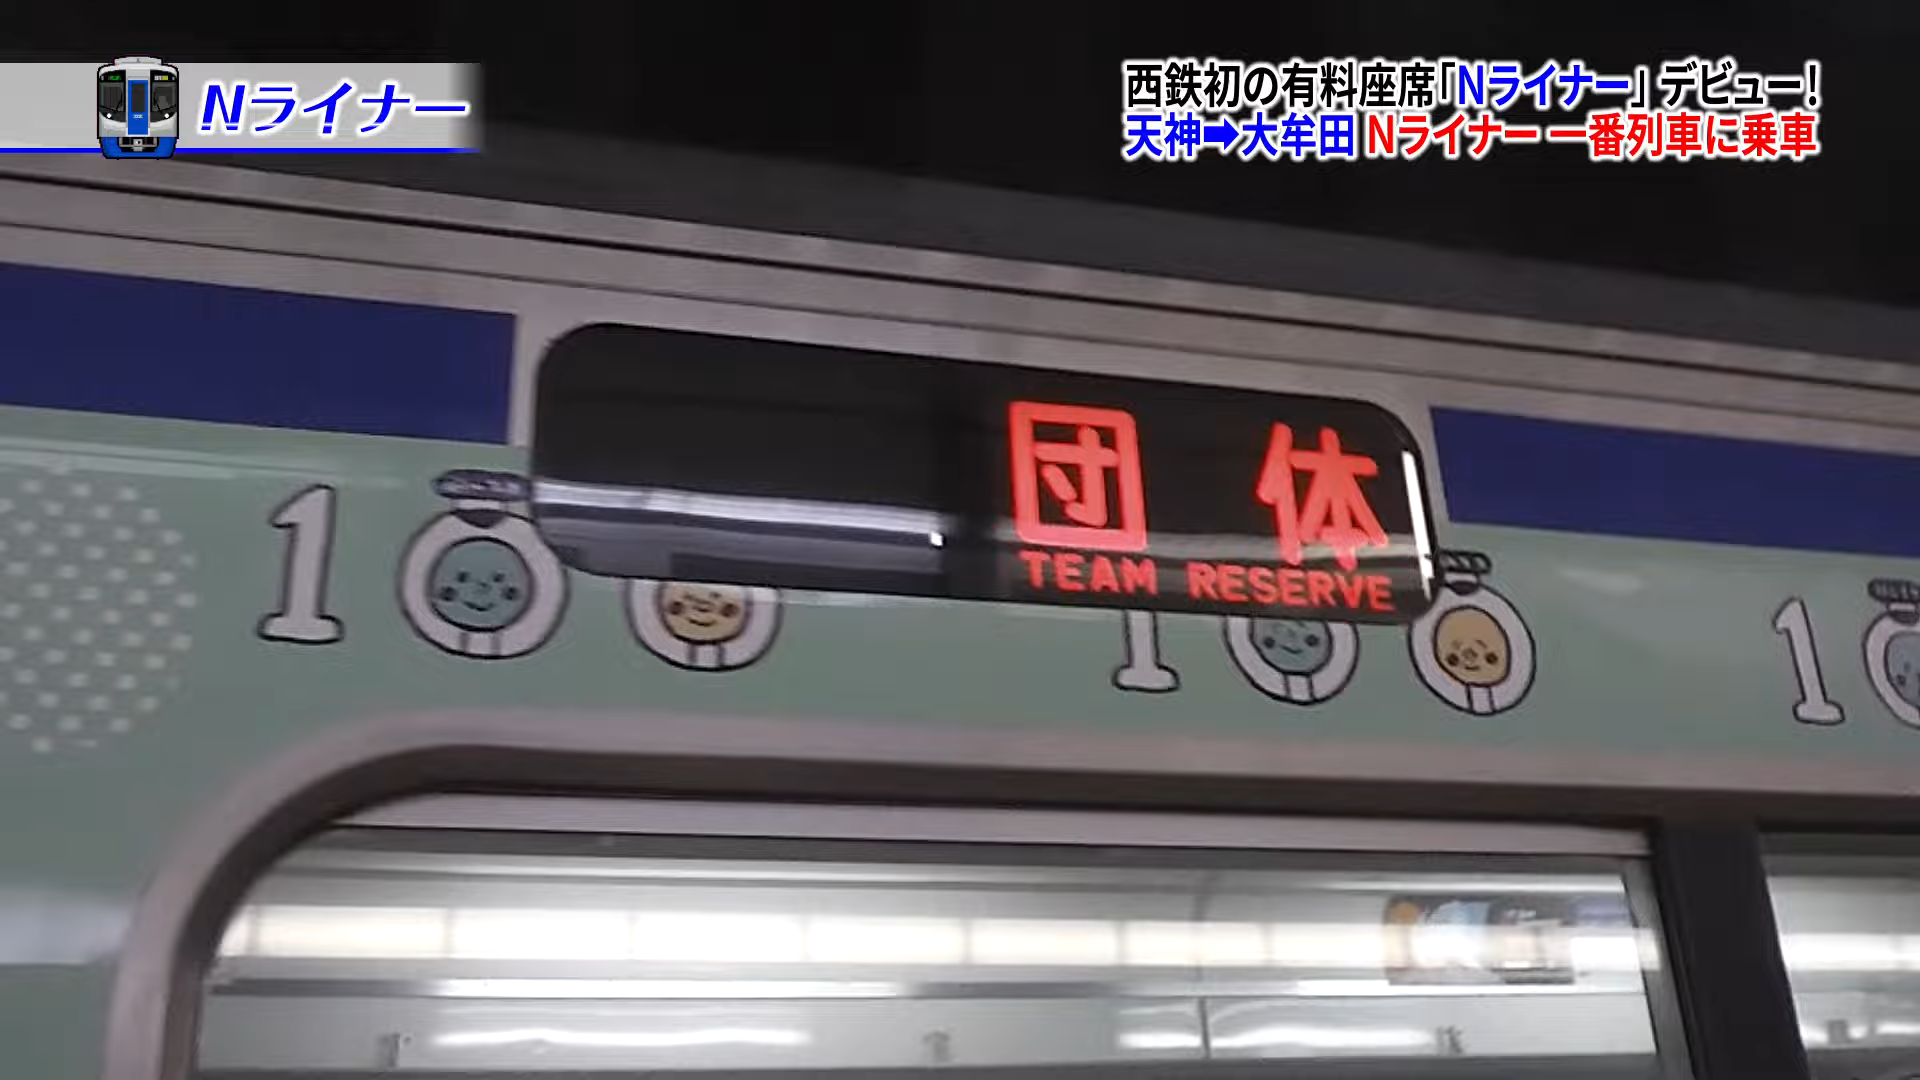 Nライナー
西鉄初の有料座席「Nライナー」デビュー!
天神➡大牟田 Nライナー 一番列車に乗車
団体
TEAM RESERVE
100
100
1